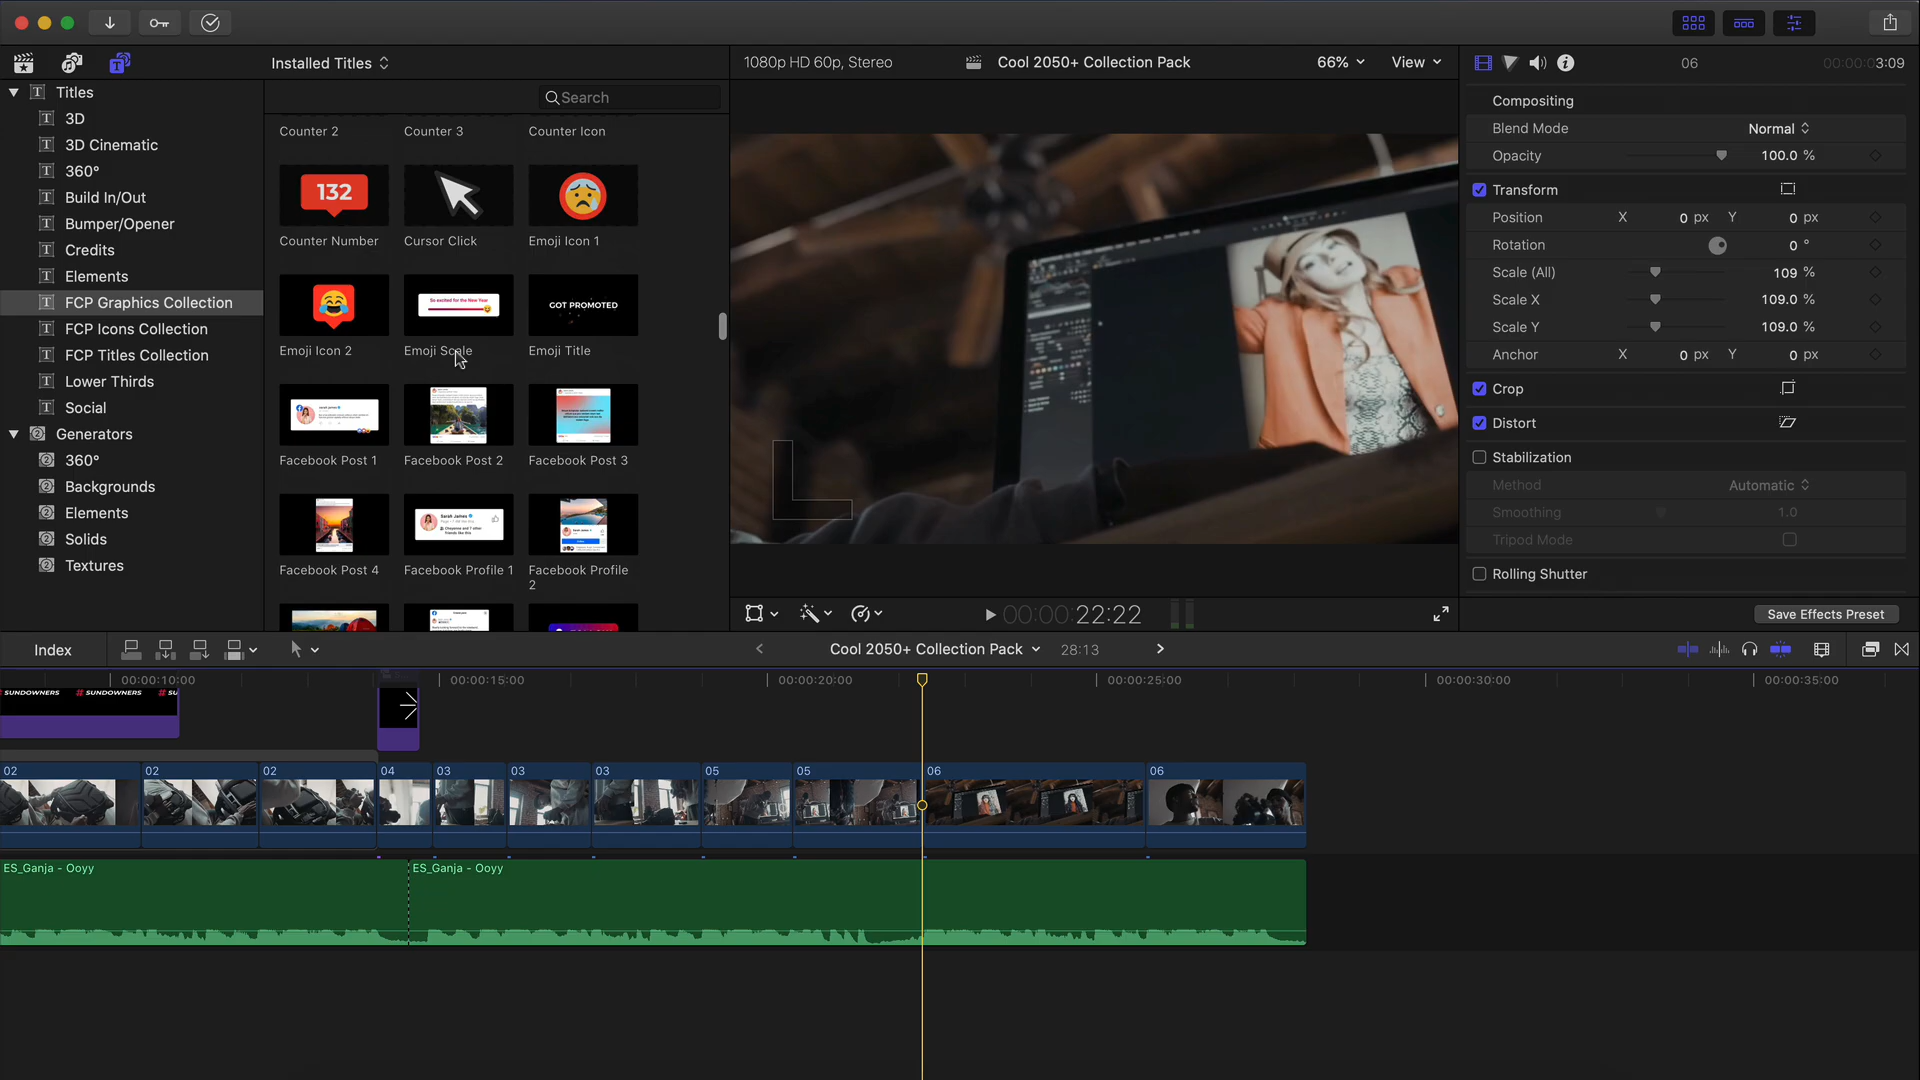 Installed Titles
1080p HD 60p, Stereo
Cool 2050+ Collection Pack
66%
View
06
00:00:03:09
Titles
3D
3D Cinematic
360°
Build In/Out
Bumper/Opener
Credits
Elements
FCP Graphics Collection
FCP Icons Collection
FCP Titles Collection
Lower Thirds
Social
Generators
360°
Backgrounds
Elements
Solids
Textures
Search
Counter 2
Counter 3
Counter Icon
132
Counter Number
Cursor Click
Emoji Icon 1
So excited for the New Year
GOT PROMOTED
Emoji Icon 2
Emoji Scale
Emoji Title
Facebook Post 1
Facebook Post 2
Facebook Post 3
Sarah James
Facebook Post 4
Facebook Profile 1
Facebook Profile
2
Compositing
Blend Mode
Normal
Opacity
100.0 %
Transform
Position
X 0 px Y 0 px
Rotation
0 °
Scale (All)
109 %
Scale X
109.0 %
Scale Y
109.0 %
Anchor
X 0 px Y 0 px
Crop
Distort
Stabilization
Method
Automatic
Smoothing
1.0
Tripod Mode
Rolling Shutter
Save Effects Preset
00:00:22:22
Index
Cool 2050+ Collection Pack
28:13
00:00:10:00
00:00:15:00
00:00:20:00
00:00:25:00
00:00:30:00
00:00:35:00
SUNDOWNERS # SUNDOWNERS # SU
02
02
02
04
03
03
03
05
05
06
06
ES_Ganja - Ooyy
ES_Ganja - Ooyy